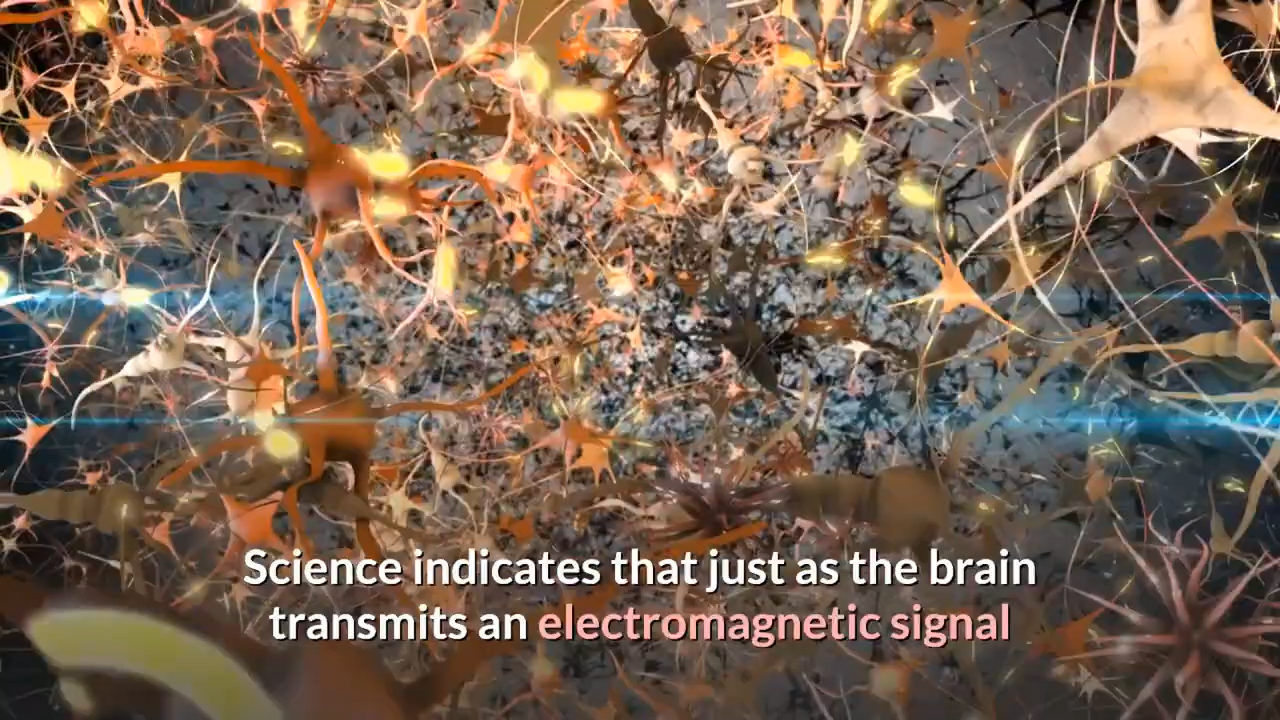 Science indicates that just as the brain
transmits an electromagnetic signal